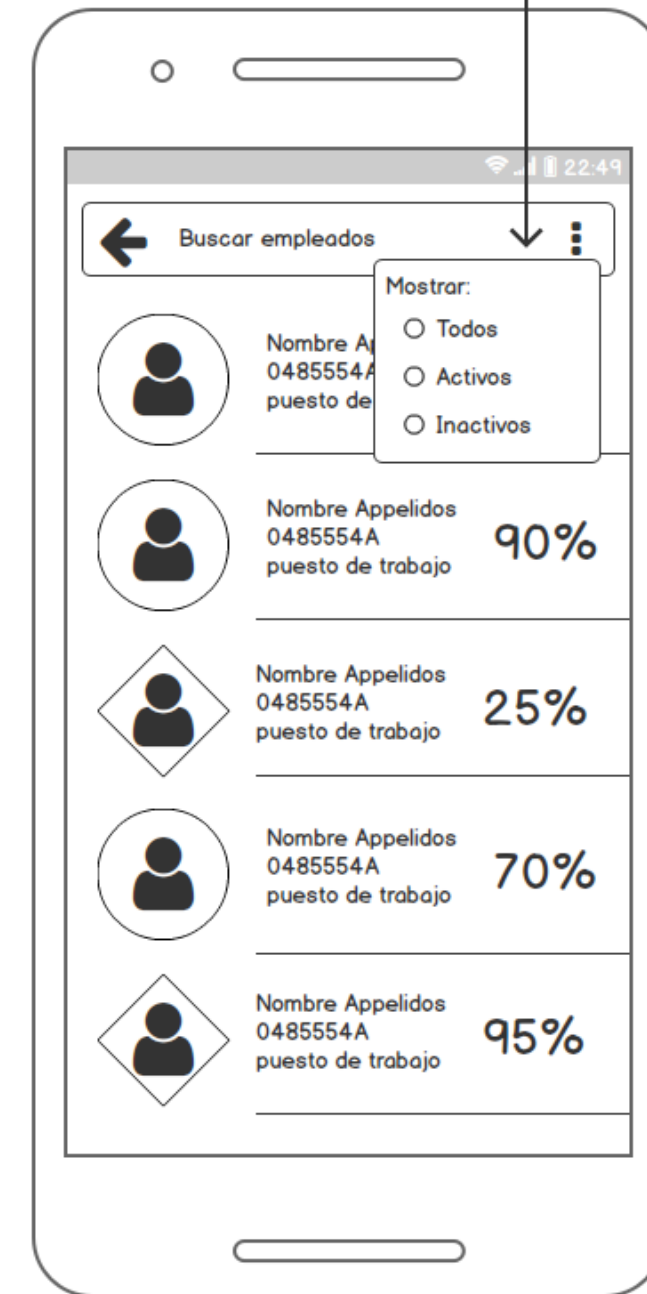 22:49
Buscar empleados
Mostrar:
Todos
Activos
Inactivos
Nombre
0485554A
puesto de
Nombre Appelidos
0485554A
puesto de trabajo
90%
Nombre Appelidos
0485554A
puesto de trabajo
25%
Nombre Appelidos
0485554A
puesto de trabajo
70%
Nombre Appelidos
0485554A
puesto de trabajo
95%